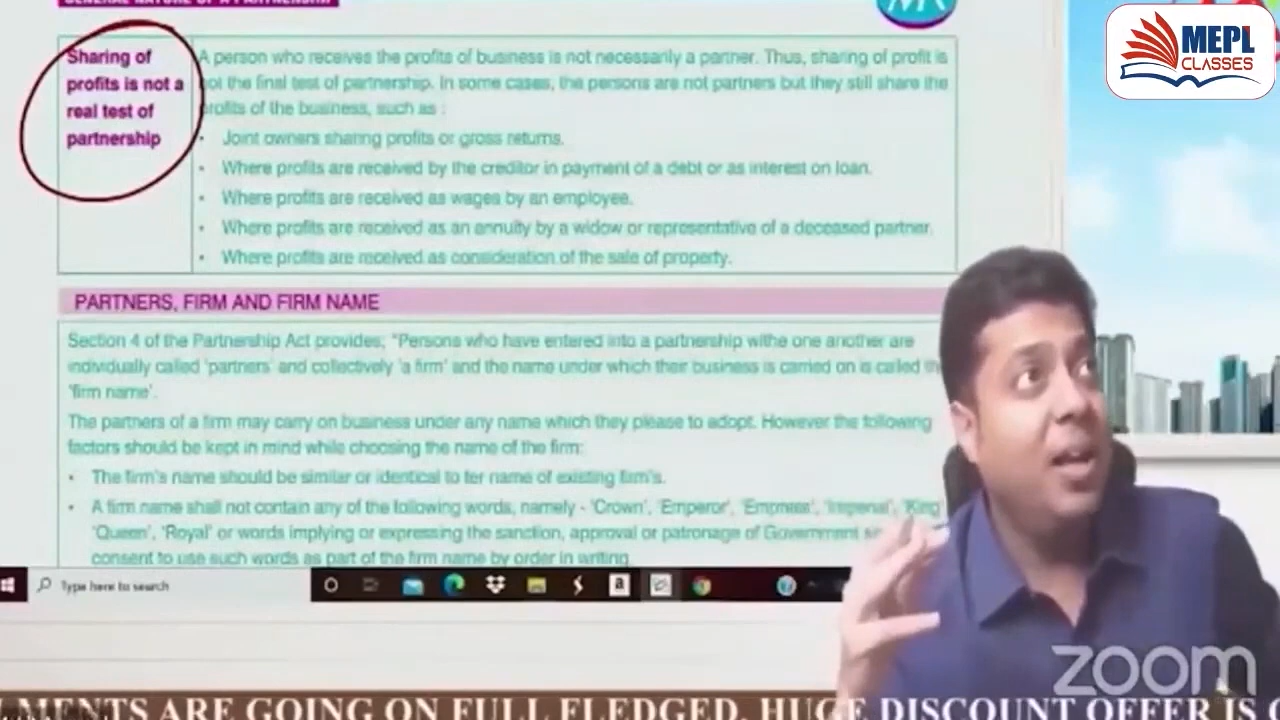 GENERAL NATURE OF A PARTNERSHIP
MEPL
CLASSES
Sharing of
profits is not a
real test of
partnership
A person who receives the profits of business is not necessarily a partner. Thus, sharing of profit is
not the final test of partnership. In some cases, the persons are not partners but they still share the
profits of the business, such as :
• Joint owners sharing profits or gross returns.
• Where profits are received by the creditor in payment of a debt or as interest on loan.
• Where profits are received as wages by an employee.
• Where profits are received as an annuity by a widow or representative of a deceased partner.
• Where profits are received as consideration of the sale of property.
PARTNERS, FIRM AND FIRM NAME
Section 4 of the Partnership Act provides; "Persons who have entered into a partnership withe one another are
individually called 'partners' and collectively 'a firm' and the name under which their business is carried on is called the
'firm name'.
The partners of a firm may carry on business under any name which they please to adopt. However the following
factors should be kept in mind while choosing the name of the firm:
• The firm's name should be similar or identical to ter name of existing firm's.
• A firm name shall not contain any of the following words, namely - 'Crown', 'Emperor', 'Empress', 'Imperial', 'King
'Queen', 'Royal' or words implying or expressing the sanction, approval or patronage of Government
consent to use such words as part of the firm name by order in writing
Type here to search
a
zoom
MENTS ARE GOING ON FULL FLEDGED, HUGE DISCOUNT OFFER IS